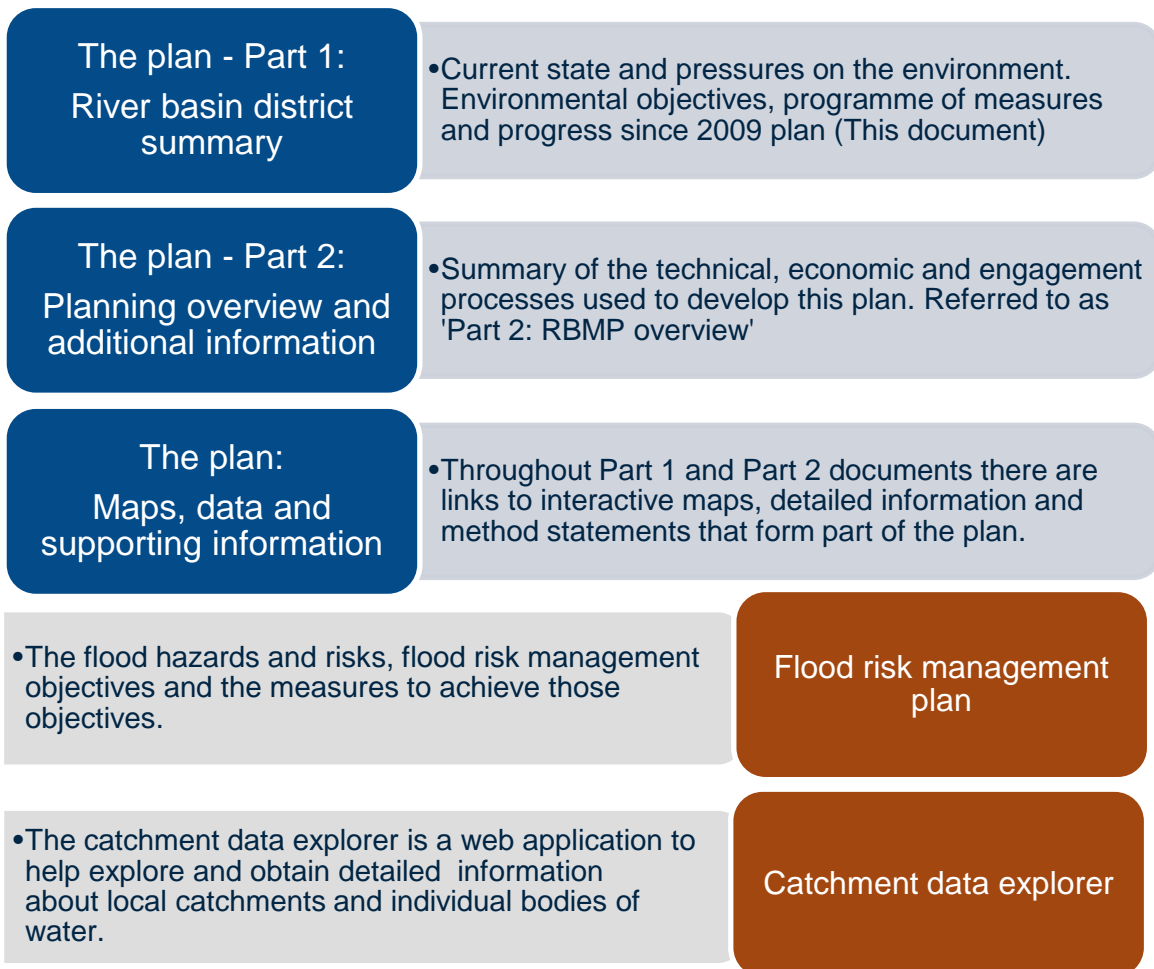 The plan - Part 1:
River basin district
summary
•Current state and pressures on the environment.
Environmental objectives, programme of measures
and progress since 2009 plan (This document)
The plan - Part 2:
Planning overview and
additional information
•Summary of the technical, economic and engagement
processes used to develop this plan. Referred to as
'Part 2: RBMP overview'
The plan:
Maps, data and
supporting information
•Throughout Part 1 and Part 2 documents there are
links to interactive maps, detailed information and
method statements that form part of the plan.
•The flood hazards and risks, flood risk management
objectives and the measures to achieve those
objectives.
Flood risk management
plan
•The catchment data explorer is a web application to
help explore and obtain detailed information
about local catchments and individual bodies of
water.
Catchment data explorer